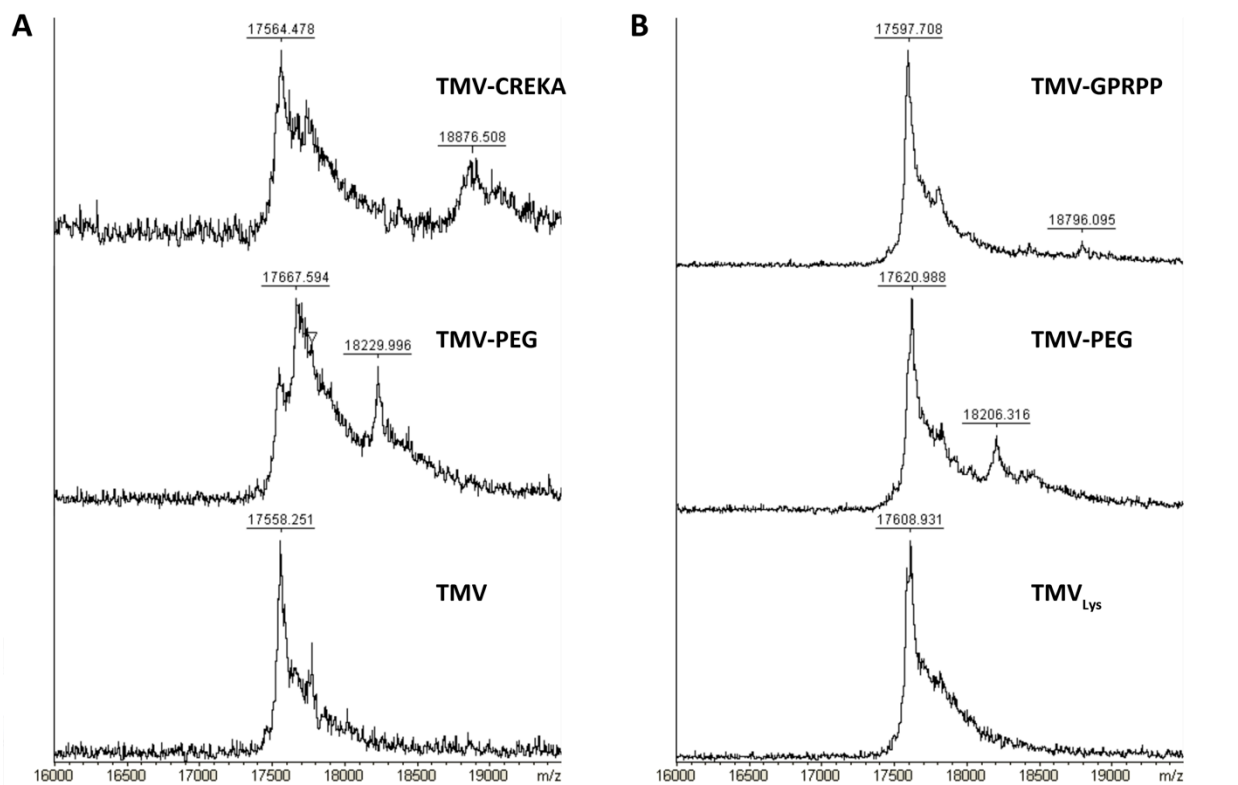 A
17564.478
TMV-CREKA
18876.508
17667.594
18229.996
TMV-PEG
17558.251
TMV
16000 16500 17000 17500 18000 18500 19000 m/z
B
17597.708
TMV-GPRPP
18796.095
17620.988
TMV-PEG
18206.316
17608.931
TMVLys
16000 16500 17000 17500 18000 18500 19000 m/z